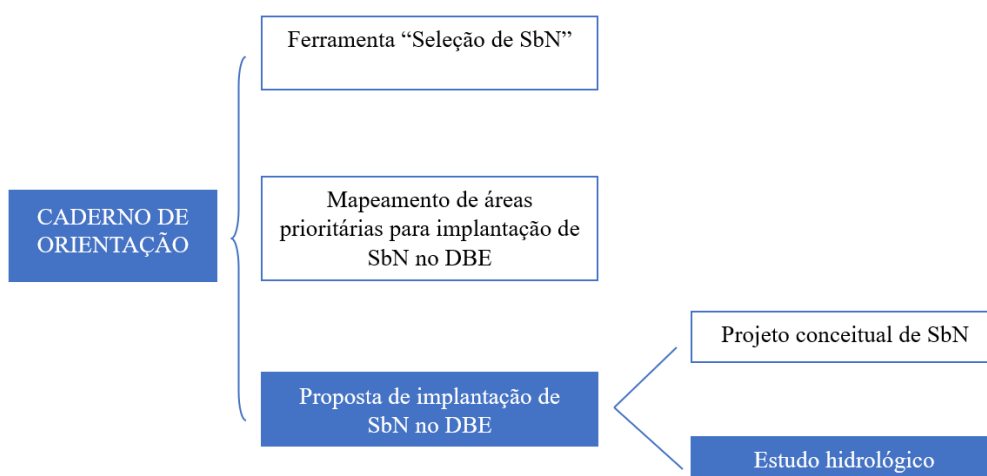 Ferramenta “Seleção de SbN”
CADERNO DE
ORIENTAÇÃO
Mapeamento de áreas
prioritárias para implantação de
SbN no DBE
Proposta de implantação de
SbN no DBE
Projeto conceitual de SbN
Estudo hidrológico